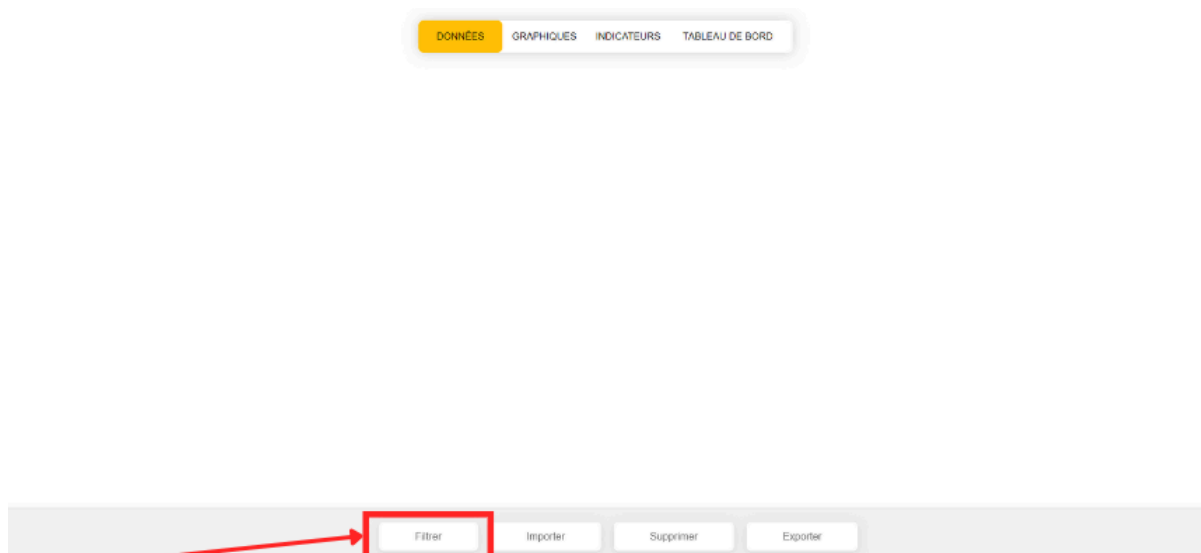 DONNÉES GRAPHIQUES INDICATEURS TABLEAU DE BORD
Filtrer Importer Supprimer Exporter